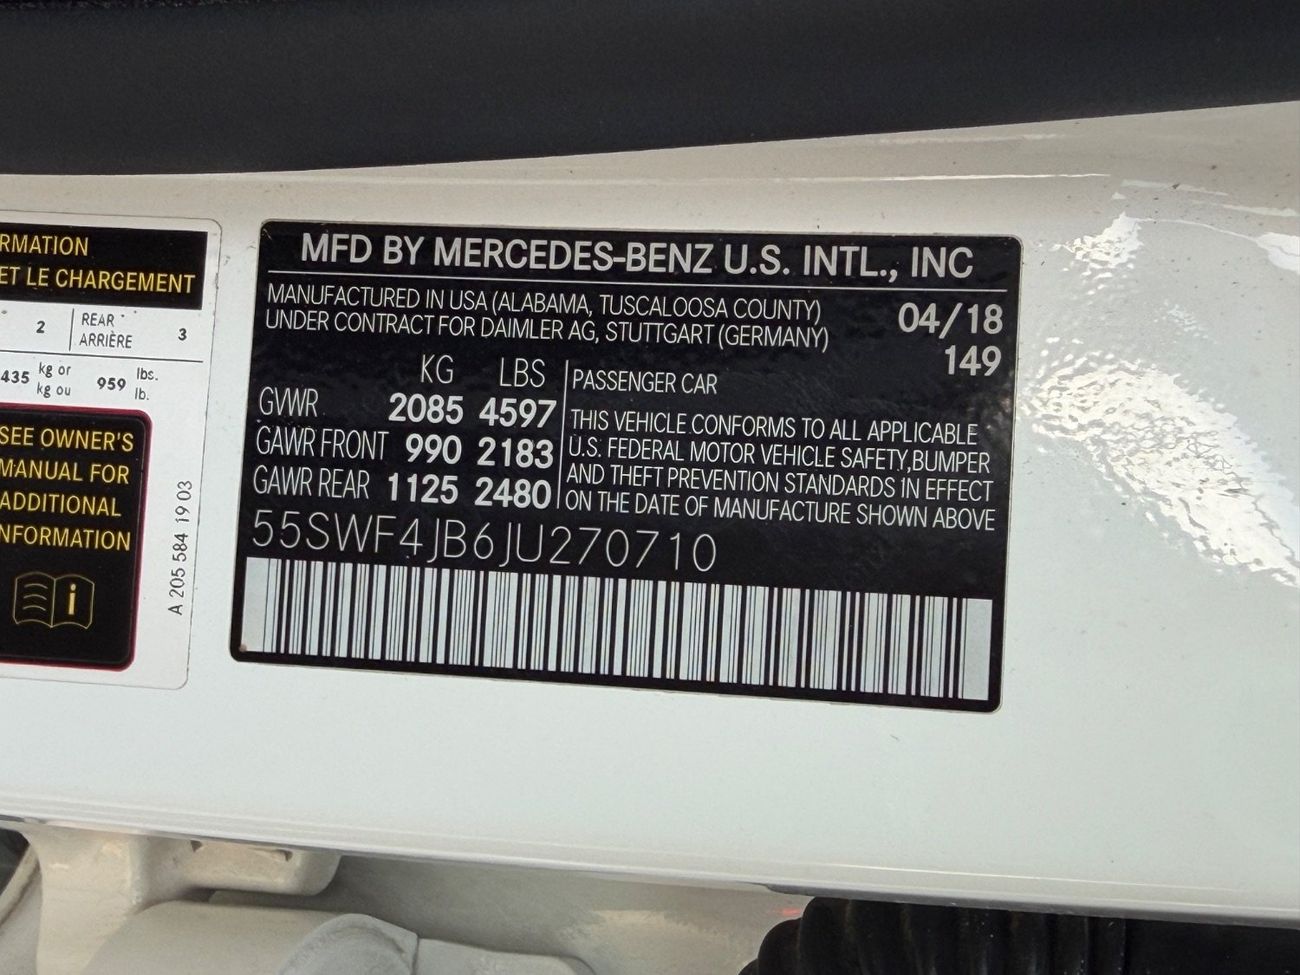 RMATION
ET LE CHARGEMENT
2 REAR 3
ARRIÈRE
435 kg or 959 lbs.
kg ou lb.
SEE OWNER'S
MANUAL FOR
ADDITIONAL
NFORMATION
i
A 205 584 19 03
MFD BY MERCEDES-BENZ U.S. INTL., INC
MANUFACTURED IN USA (ALABAMA, TUSCALOOSA COUNTY) 04/18
UNDER CONTRACT FOR DAIMLER AG, STUTTGART (GERMANY) 149
KG LBS
GVWR 2085 4597
GAWR FRONT 990 2183
GAWR REAR 1125 2480
PASSENGER CAR
THIS VEHICLE CONFORMS TO ALL APPLICABLE
U.S. FEDERAL MOTOR VEHICLE SAFETY,BUMPER
AND THEFT PREVENTION STANDARDS IN EFFECT
ON THE DATE OF MANUFACTURE SHOWN ABOVE
55SWF4JB6JU270710